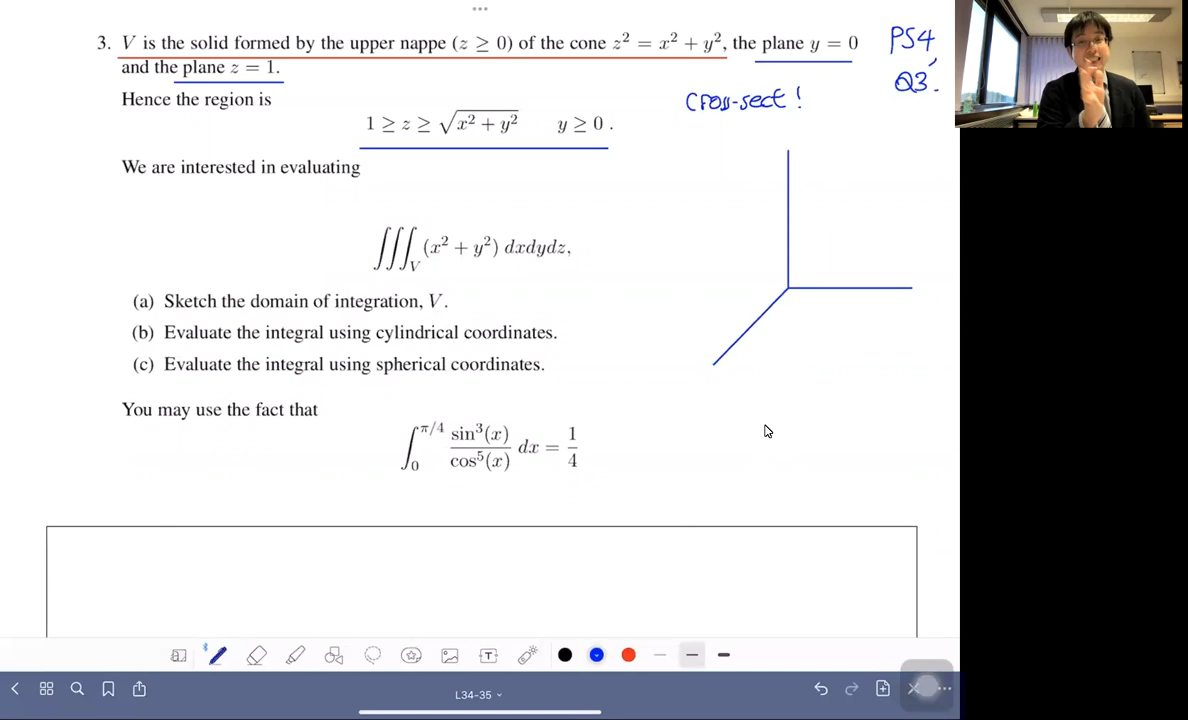 3. V is the solid formed by the upper nappe (z ≥ 0) of the cone z² = x² + y², the plane y = 0
and the plane z = 1.
Hence the region is
1 ≥ z ≥ √(x² + y²)    y ≥ 0 .
We are interested in evaluating
∭_V (x² + y²) dxdydz,
(a) Sketch the domain of integration, V.
(b) Evaluate the integral using cylindrical coordinates.
(c) Evaluate the integral using spherical coordinates.
You may use the fact that
∫₀^{π/4} sin³(x)/cos⁵(x) dx = 1/4
PS4,
Q3.
Cross-sect!
T
L34-35